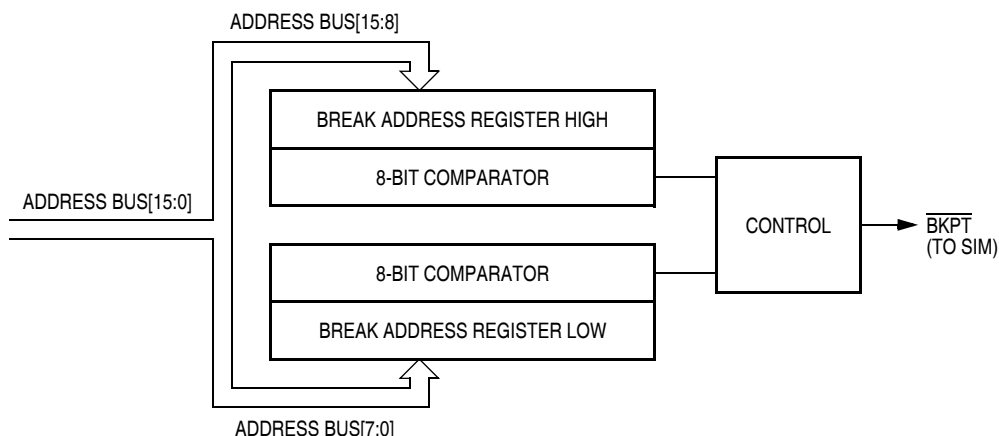 ADDRESS BUS[15:8]
BREAK ADDRESS REGISTER HIGH
8-BIT COMPARATOR
ADDRESS BUS[15:0]
CONTROL
BKPT
(TO SIM)
8-BIT COMPARATOR
BREAK ADDRESS REGISTER LOW
ADDRESS BUS[7:0]